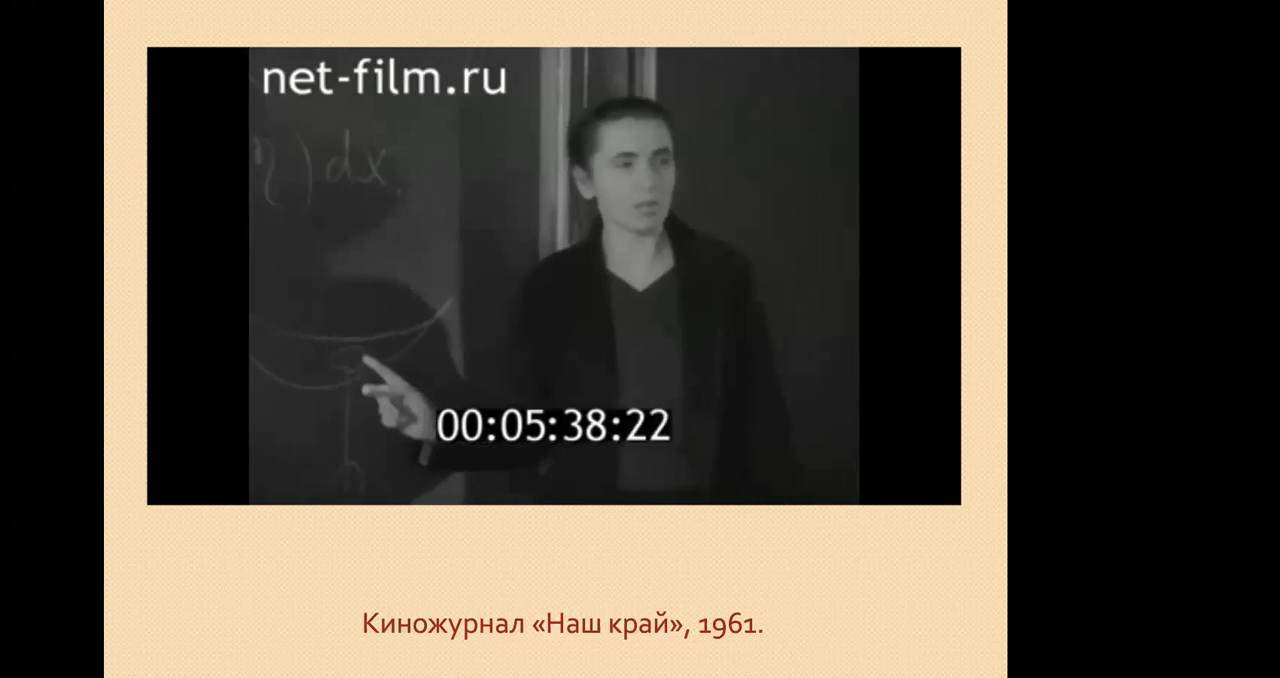 net-film.ru
) dx
00:05:38:22
Киножурнал «Наш край», 1961.